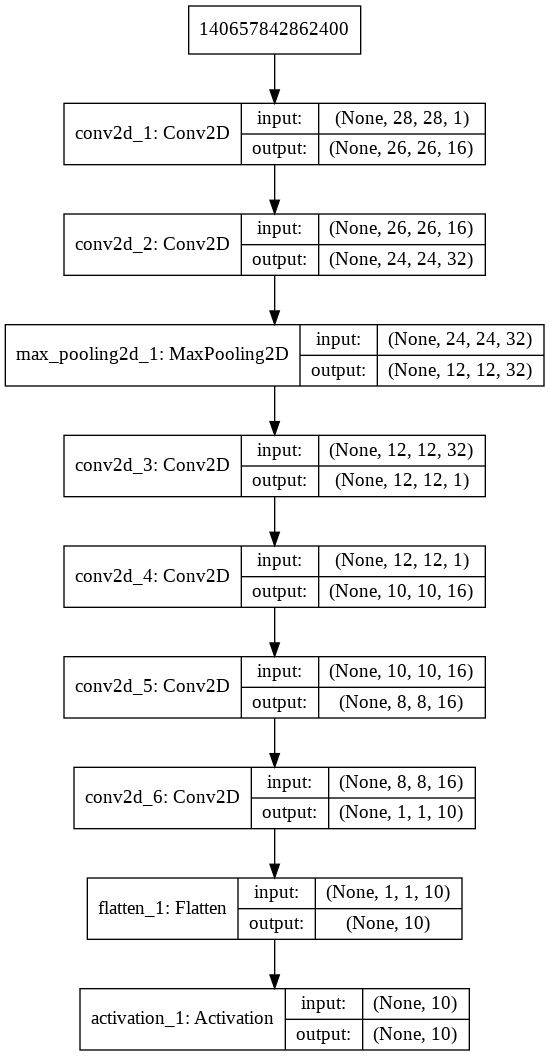 140657842862400
conv2d_1: Conv2D
input:
(None, 28, 28, 1)
output:
(None, 26, 26, 16)
conv2d_2: Conv2D
input:
(None, 26, 26, 16)
output:
(None, 24, 24, 32)
max_pooling2d_1: MaxPooling2D
input:
(None, 24, 24, 32)
output:
(None, 12, 12, 32)
conv2d_3: Conv2D
input:
(None, 12, 12, 32)
output:
(None, 12, 12, 1)
conv2d_4: Conv2D
input:
(None, 12, 12, 1)
output:
(None, 10, 10, 16)
conv2d_5: Conv2D
input:
(None, 10, 10, 16)
output:
(None, 8, 8, 16)
conv2d_6: Conv2D
input:
(None, 8, 8, 16)
output:
(None, 1, 1, 10)
flatten_1: Flatten
input:
(None, 1, 1, 10)
output:
(None, 10)
activation_1: Activation
input:
(None, 10)
output:
(None, 10)